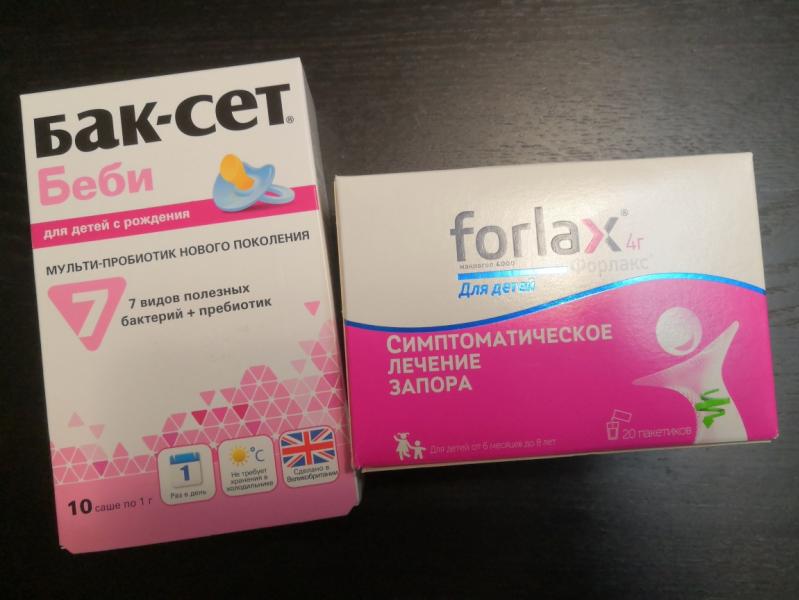 Бак-сет®
Беби
для детей с рождения
МУЛЬТИ-ПРОБИОТИК НОВОГО ПОКОЛЕНИЯ
7
7 видов полезных
бактерий + пребиотик
1
Раз в день
°C
Не требует
хранения в
холодильнике
Сделано в
Великобритании
10 саше по 1 г
forlax® 4г
макрогол 4000
Форлакс®
Для детей
СИМПТОМАТИЧЕСКОЕ
ЛЕЧЕНИЕ
ЗАПОРА
Для детей от 6 месяцев до 8 лет
20 пакетиков